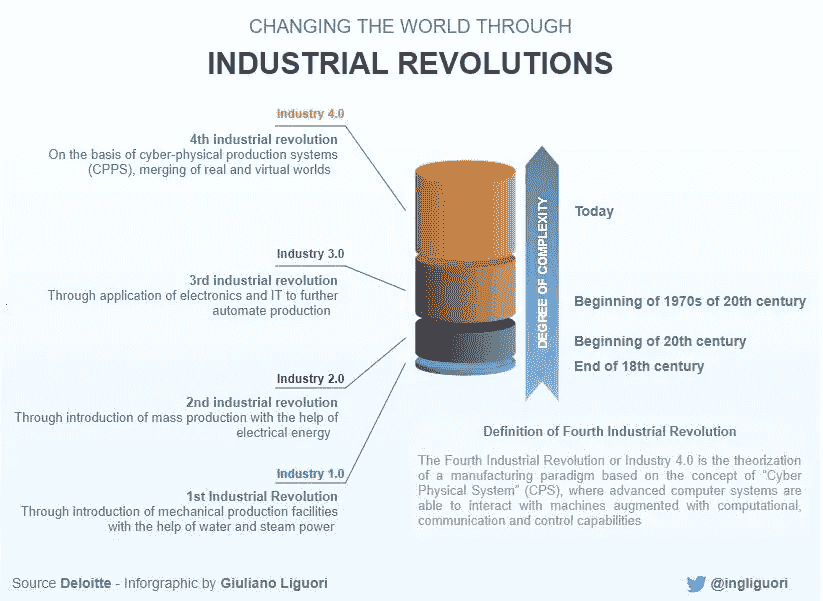 CHANGING THE WORLD THROUGH
INDUSTRIAL REVOLUTIONS
Industry 4.0
4th industrial revolution
On the basis of cyber-physical production systems
(CPPS), merging of real and virtual worlds
Industry 3.0
3rd industrial revolution
Through application of electronics and IT to further
automate production
Industry 2.0
2nd industrial revolution
Through introduction of mass production with the help of
electrical energy
Industry 1.0
1st Industrial Revolution
Through introduction of mechanical production facilities
with the help of water and steam power
DEGREE OF COMPLEXITY
Today
Beginning of 1970s of 20th century
Beginning of 20th century
End of 18th century
Definition of Fourth Industrial Revolution
The Fourth Industrial Revolution or Industry 4.0 is the theorization
of a manufacturing paradigm based on the concept of "Cyber
Physical System" (CPS), where advanced computer systems are
able to interact with machines augmented with computational,
communication and control capabilities
Source Deloitte - Inforgraphic by Giuliano Liguori
@ingliguori